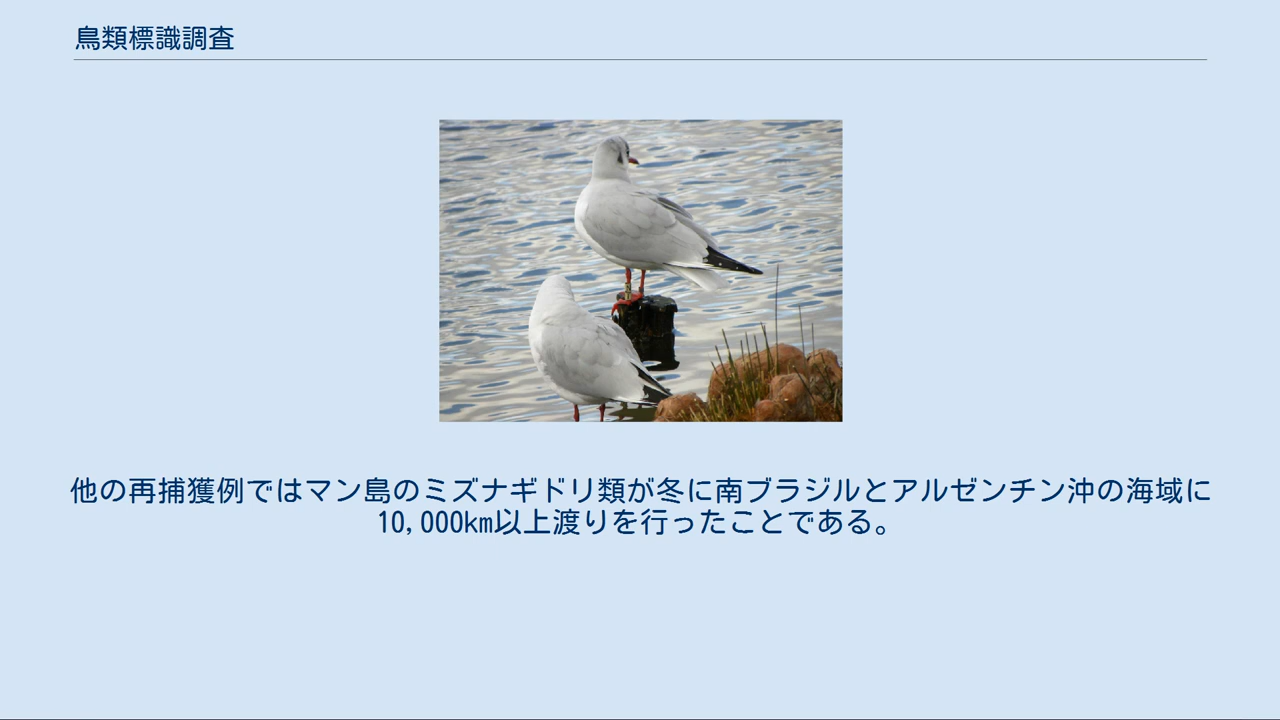 鳥類標識調査
他の再捕獲例ではマン島のミズナギドリ類が冬に南ブラジルとアルゼンチン沖の海域に
10,000km以上渡りを行ったことである。